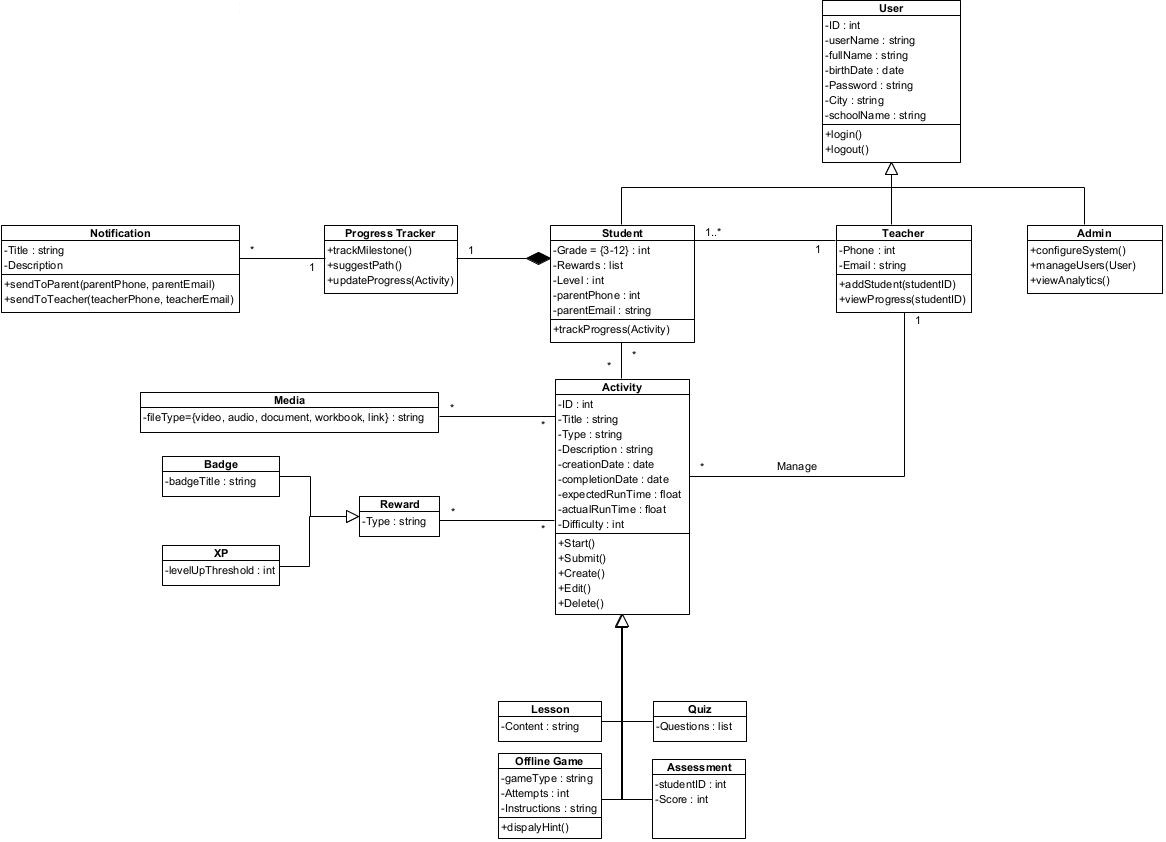 User
-ID : int
-userName : string
-fullName : string
-birthDate : date
-Password : string
-City : string
-schoolName : string
+login()
+logout()
Notification
-Title : string
-Description
+sendToParent(parentPhone, parentEmail)
+sendToTeacher(teacherPhone, teacherEmail)
*
1
Progress Tracker
+trackMilestone()
+suggestPath()
+updateProgress(Activity)
1
Student
-Grade = {3-12} : int
-Rewards : list
-Level : int
-parentPhone : int
-parentEmail : string
+trackProgress(Activity)
1..*
1
Teacher
-Phone : int
-Email : string
+addStudent(studentID)
+viewProgress(studentID)
Admin
+configureSystem()
+manageUsers(User)
+viewAnalytics()
1
*
*
Media
-fileType={video, audio, document, workbook, link} : string
*
*
Activity
-ID : int
-Title : string
-Type : string
-Description : string
-creationDate : date
-completionDate : date
-expectedRunTime : float
-actualRunTime : float
-Difficulty : int
+Start()
+Submit()
+Create()
+Edit()
+Delete()
* Manage
Badge
-badgeTitle : string
Reward
-Type : string
*
*
XP
-levelUpThreshold : int
Lesson
-Content : string
Quiz
-Questions : list
Offline Game
-gameType : string
-Attempts : int
-Instructions : string
+dispalyHint()
Assessment
-studentID : int
-Score : int